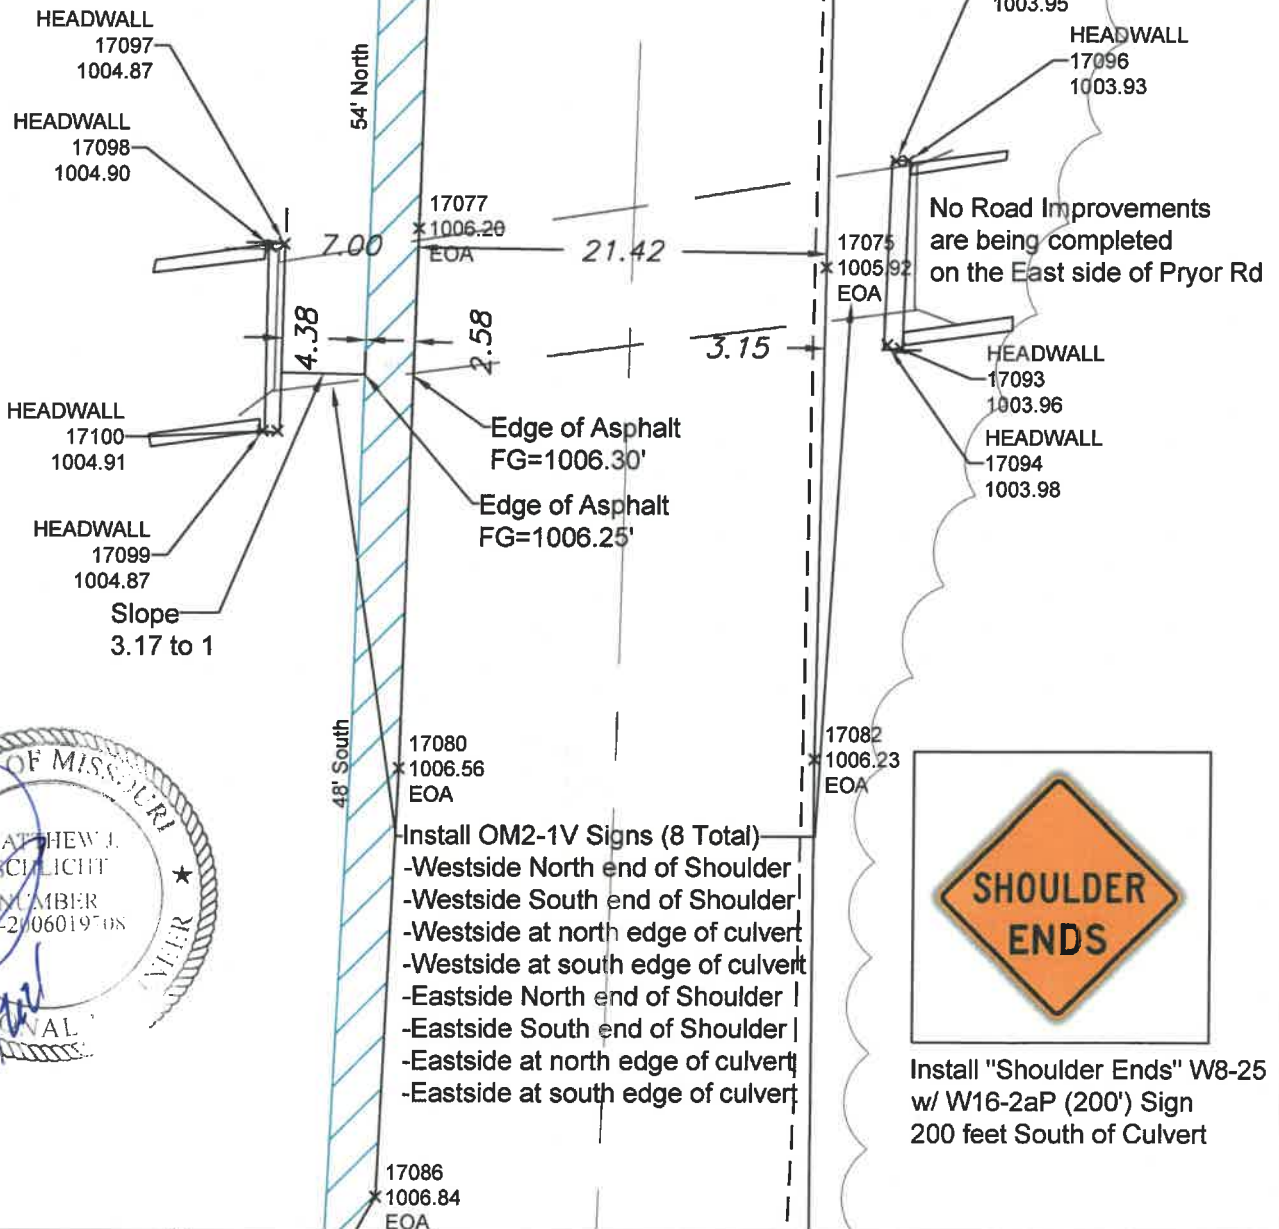 1003.95
HEADWALL
17097
1004.87
HEADWALL
17096
1003.93
54' North
HEADWALL
17098
1004.90
17077
1006.20
EOA
7.00
21.42
17075
1005.92
EOA
No Road Improvements
are being completed
on the East side of Pryor Rd
4.38
2.58
3.15
HEADWALL
17093
1003.96
HEADWALL
17100
1004.91
Edge of Asphalt
FG=1006.30'
HEADWALL
17094
1003.98
Edge of Asphalt
FG=1006.25'
HEADWALL
17099
1004.87
Slope
3.17 to 1
48' South
17080
1006.56
EOA
17082
1006.23
EOA
OF MISSOURI
MATTHEW J.
SCHLICHT
NUMBER
Install OM2-1V Signs (8 Total)
-Westside North end of Shoulder
-Westside South end of Shoulder
-Westside at north edge of culvert
-Westside at south edge of culvert
-Eastside North end of Shoulder
-Eastside South end of Shoulder
-Eastside at north edge of culvert
-Eastside at south edge of culvert
SHOULDER
ENDS
Install "Shoulder Ends" W8-25
w/ W16-2aP (200') Sign
200 feet South of Culvert
17086
1006.84
EOA